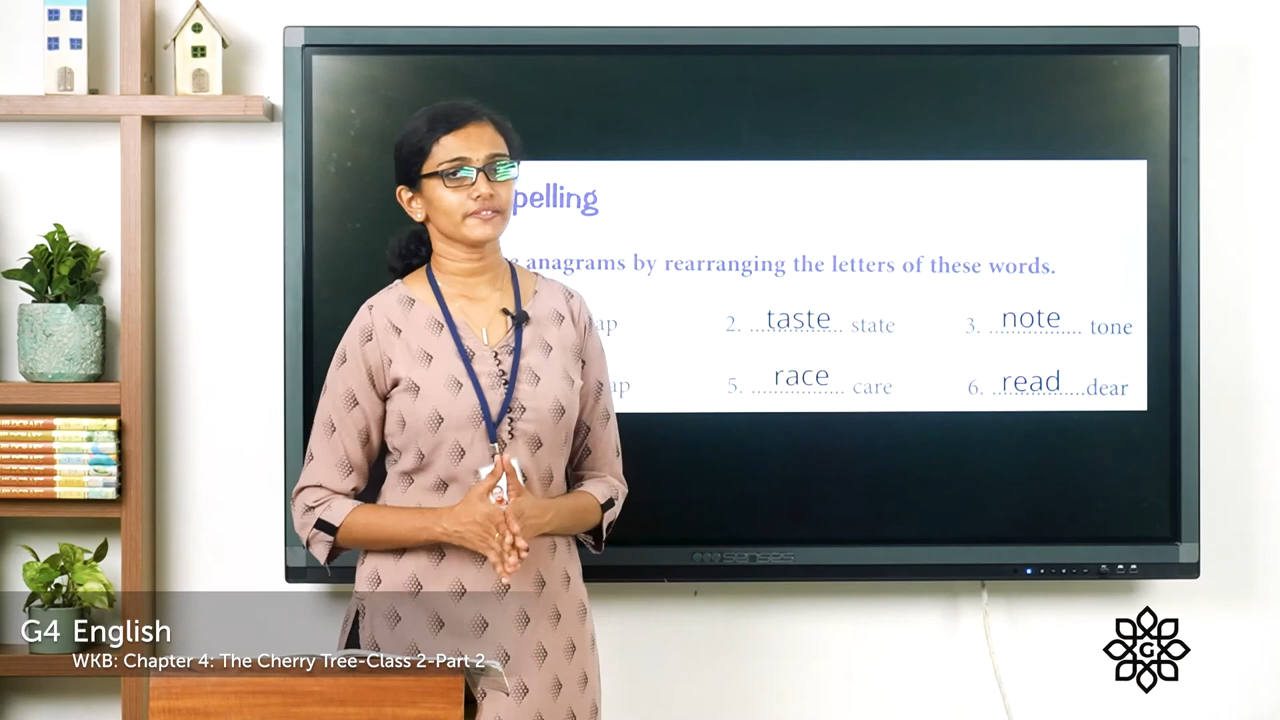 pelling
anagrams by rearranging the letters of these words.
ap 2. taste state 3. note tone
ap 5. race care 6. read dear
senses
G4 English
WKB: Chapter 4: The Cherry Tree-Class 2-Part 2
G